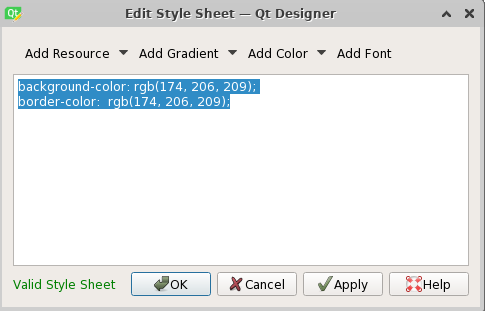 Qt
Edit Style Sheet — Qt Designer
Add Resource Add Gradient Add Color Add Font
background-color: rgb(174, 206, 209);
border-color:  rgb(174, 206, 209);
Valid Style Sheet OK Cancel Apply Help